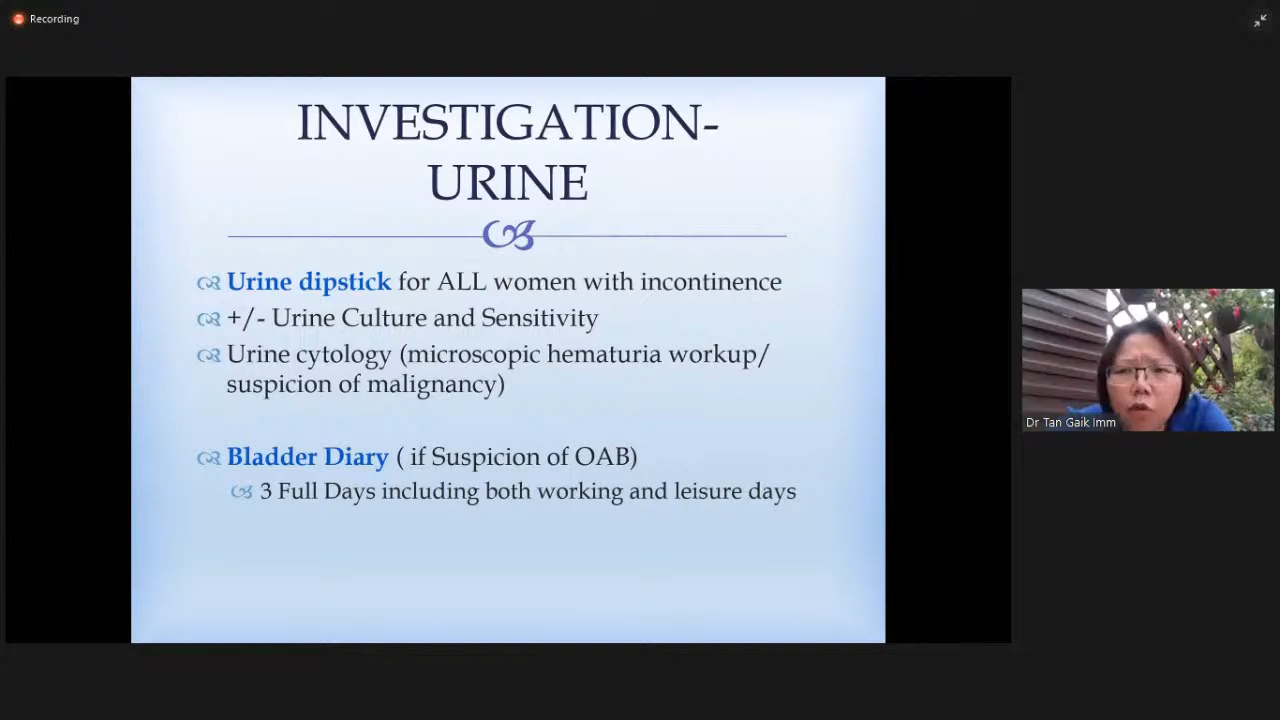 Recording
INVESTIGATION-
URINE
Urine dipstick for ALL women with incontinence
+/- Urine Culture and Sensitivity
Urine cytology (microscopic hematuria workup/
suspicion of malignancy)
Bladder Diary ( if Suspicion of OAB)
3 Full Days including both working and leisure days
Dr Tan Gaik Imm